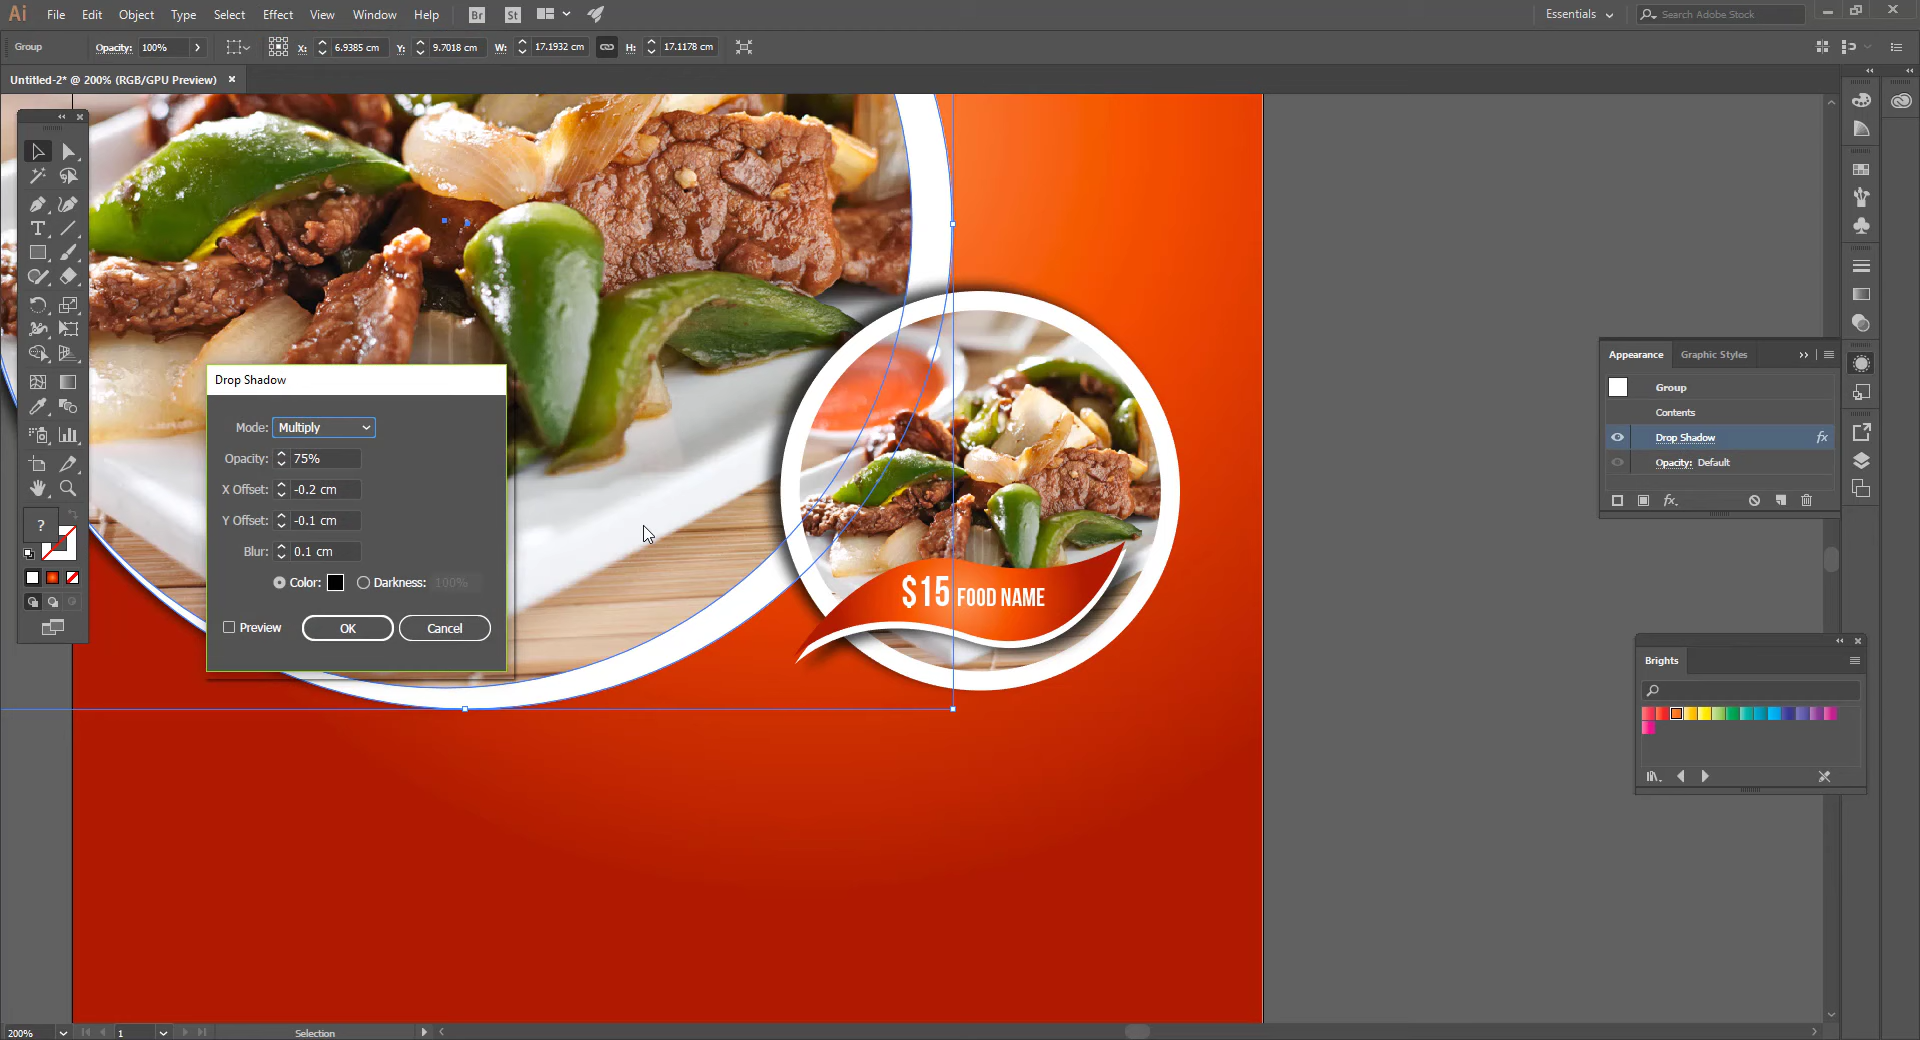 Ai File Edit Object Type Select Effect View Window Help Br St Essentials Search Adobe Stock
Group Opacity: 100% X: 6.9385 cm Y: 9.7018 cm W: 17.1932 cm H: 17.1178 cm
Untitled-2* @ 200% (RGB/GPU Preview)
Drop Shadow
Mode: Multiply
Opacity: 75%
X Offset: -0.2 cm
Y Offset: -0.1 cm
Blur: 0.1 cm
Color: Darkness: 100%
Preview OK Cancel
?
$15 FOOD NAME
Appearance Graphic Styles
Group
Contents
Drop Shadow fx
Opacity: Default
fx
Brights
200% 1 Selection